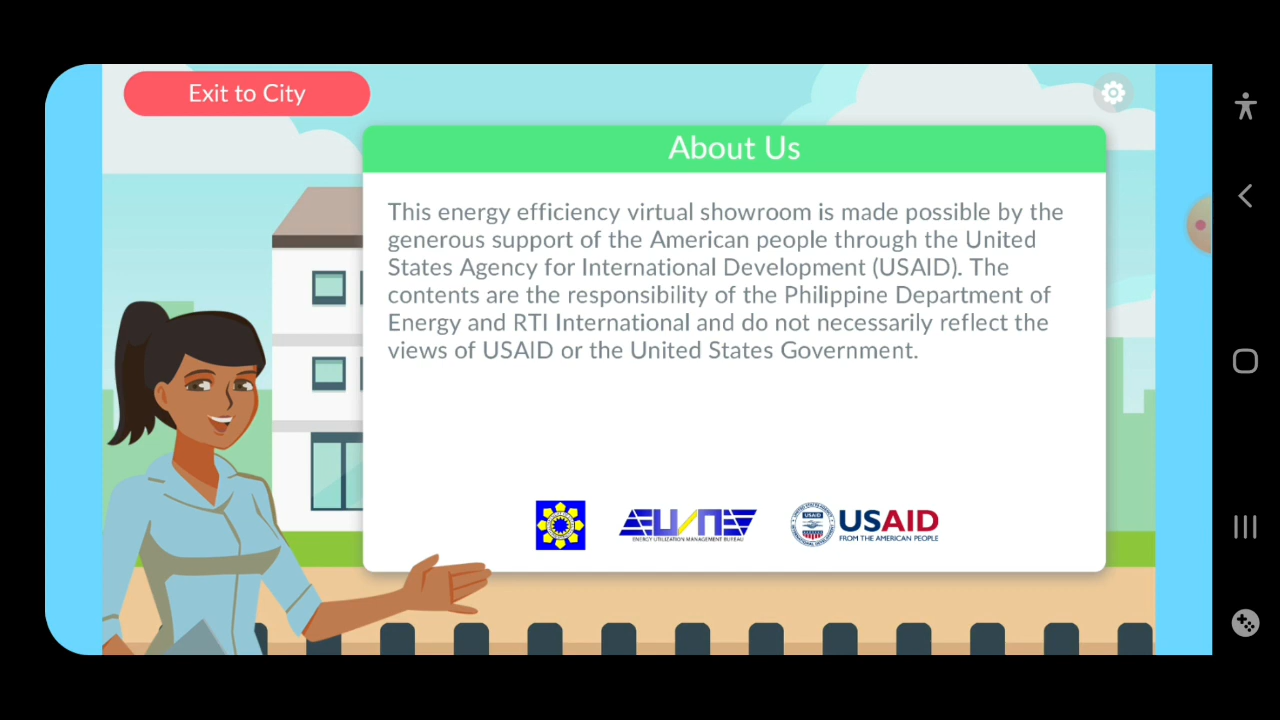 Exit to City
About Us
This energy efficiency virtual showroom is made possible by the
generous support of the American people through the United
States Agency for International Development (USAID). The
contents are the responsibility of the Philippine Department of
Energy and RTI International and do not necessarily reflect the
views of USAID or the United States Government.
ENERGY UTILIZATION MANAGEMENT BUREAU
USAID
USAID
FROM THE AMERICAN PEOPLE